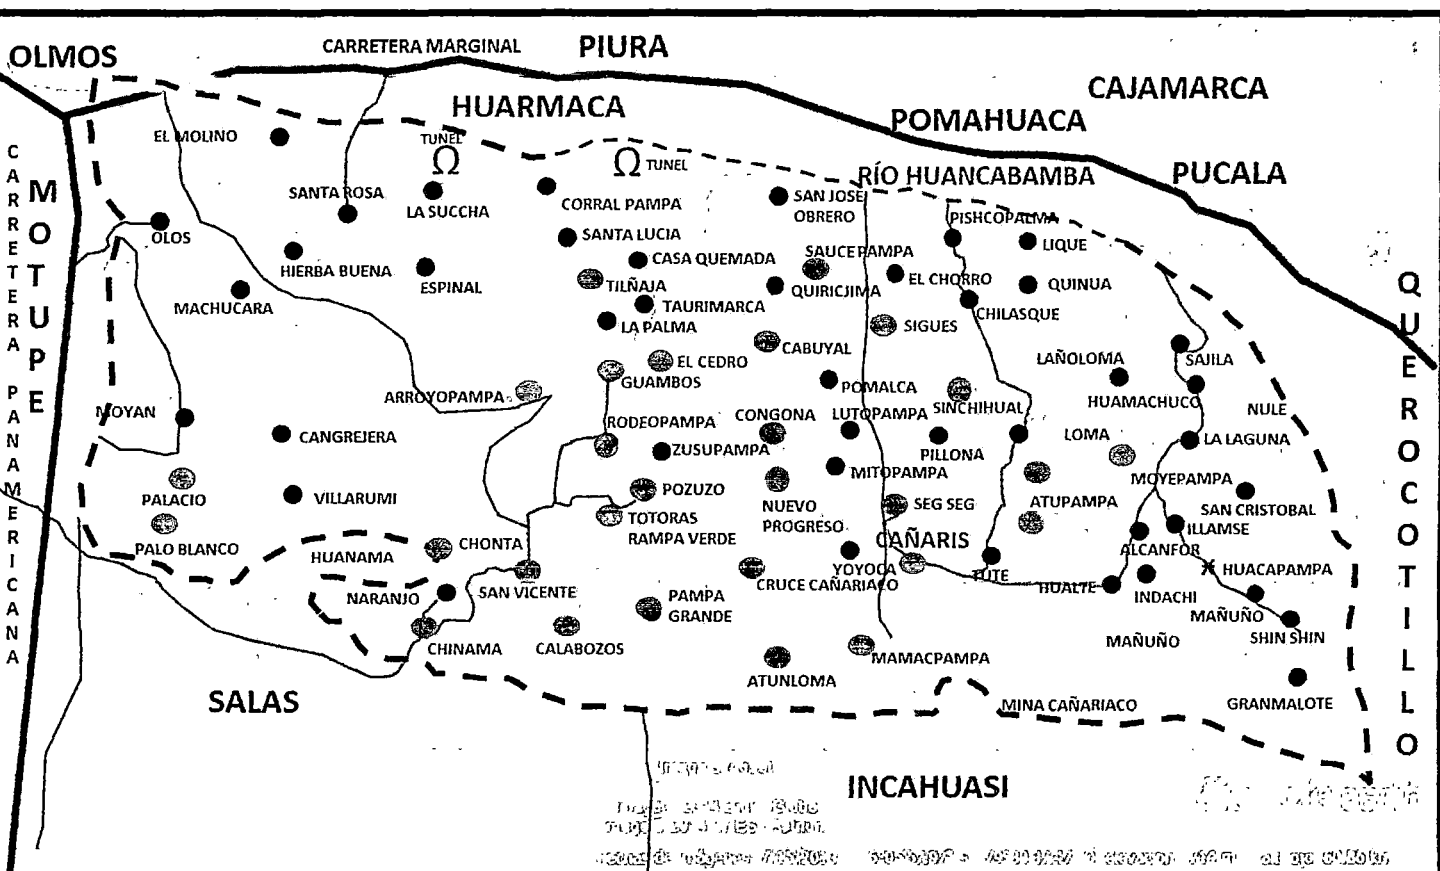 OLMOS
CARRETERA MARGINAL
PIURA
CAJAMARCA
HUARMACA
POMAHUACA
PUCALA
EL MOLINO
TUNEL
Ω
Ω TUNEL
RÍO HUANCABAMBA
CARRETERA PANAMERICANA
MOTUPE
QUEROCOTILLO
SANTA ROSA
LA SUCCHA
CORRAL PAMPA
SAN JOSE
OBRERO
PISHCOPALMA
OLOS
SANTA LUCIA
LIQUE
HIERBA BUENA
ESPINAL
CASA QUEMADA
SAUCEPAMPA
EL CHORRO
QUINUA
TILÑAJA
QUIRICJIMA
MACHUCARA
TAURIMARCA
CHILASQUE
LA PALMA
SIGUES
CABUYAL
EL CEDRO
LAÑOLOMA
SAJILA
GUAMBOS
POMALCA
ARROYOPAMPA
HUAMACHUCO
NULE
MOYAN
RODEOPAMPA
CONGONA
LUTOPAMPA
SINCHIHUAL
CANGREJERA
LOMA
LA LAGUNA
ZUSUPAMPA
PILLONA
MITOPAMPA
MOYEPAMPA
PALACIO
VILLARUMI
POZUZO
NUEVO
PROGRESO
SEG SEG
ATUPAMPA
SAN CRISTOBAL
TOTORAS
RAMPA VERDE
ILLAMSE
PALO BLANCO
HUANAMA
CHONTA
CAÑARIS
ALCANFOR
YOYOCA
TUTE
HUACAPAMPA
CRUCE CAÑARIACO
HUALTE
INDACHI
NARANJO
SAN VICENTE
PAMPA
GRANDE
MAÑUÑO
SHIN SHIN
CHINAMA
CALABOZOS
MAÑUÑO
MAMACPAMPA
ATUNLOMA
SALAS
MINA CAÑARIACO
GRANMALOTE
INCAHUASI